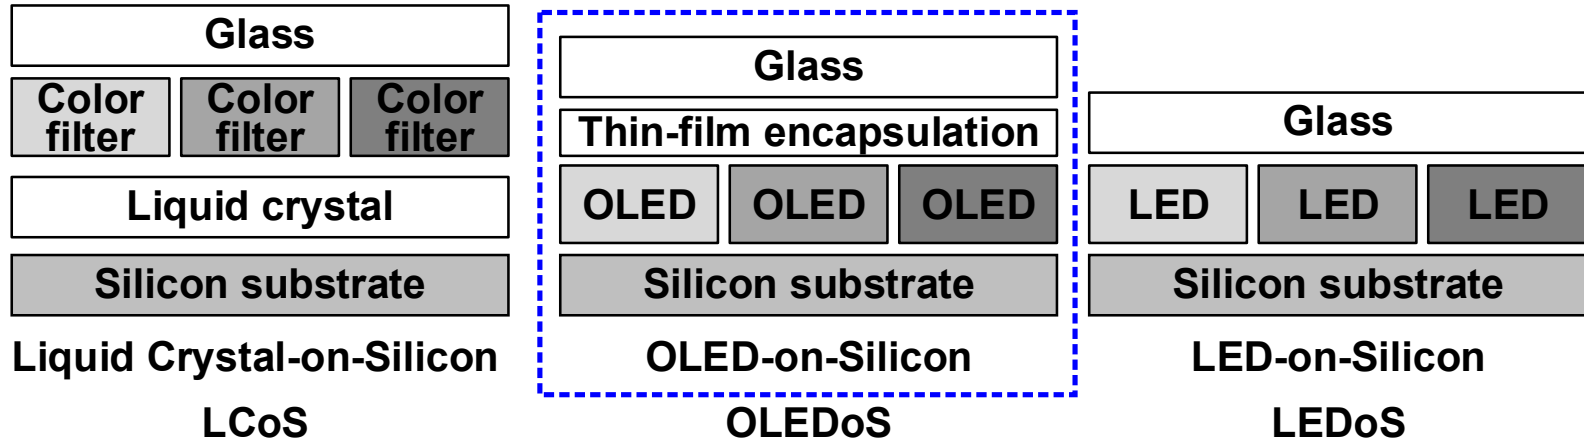 Glass
Color filter
Color filter
Color filter
Liquid crystal
Silicon substrate
Liquid Crystal-on-Silicon
LCoS
Glass
Thin-film encapsulation
OLED
OLED
OLED
Silicon substrate
OLED-on-Silicon
OLEDoS
Glass
LED
LED
LED
Silicon substrate
LED-on-Silicon
LEDoS